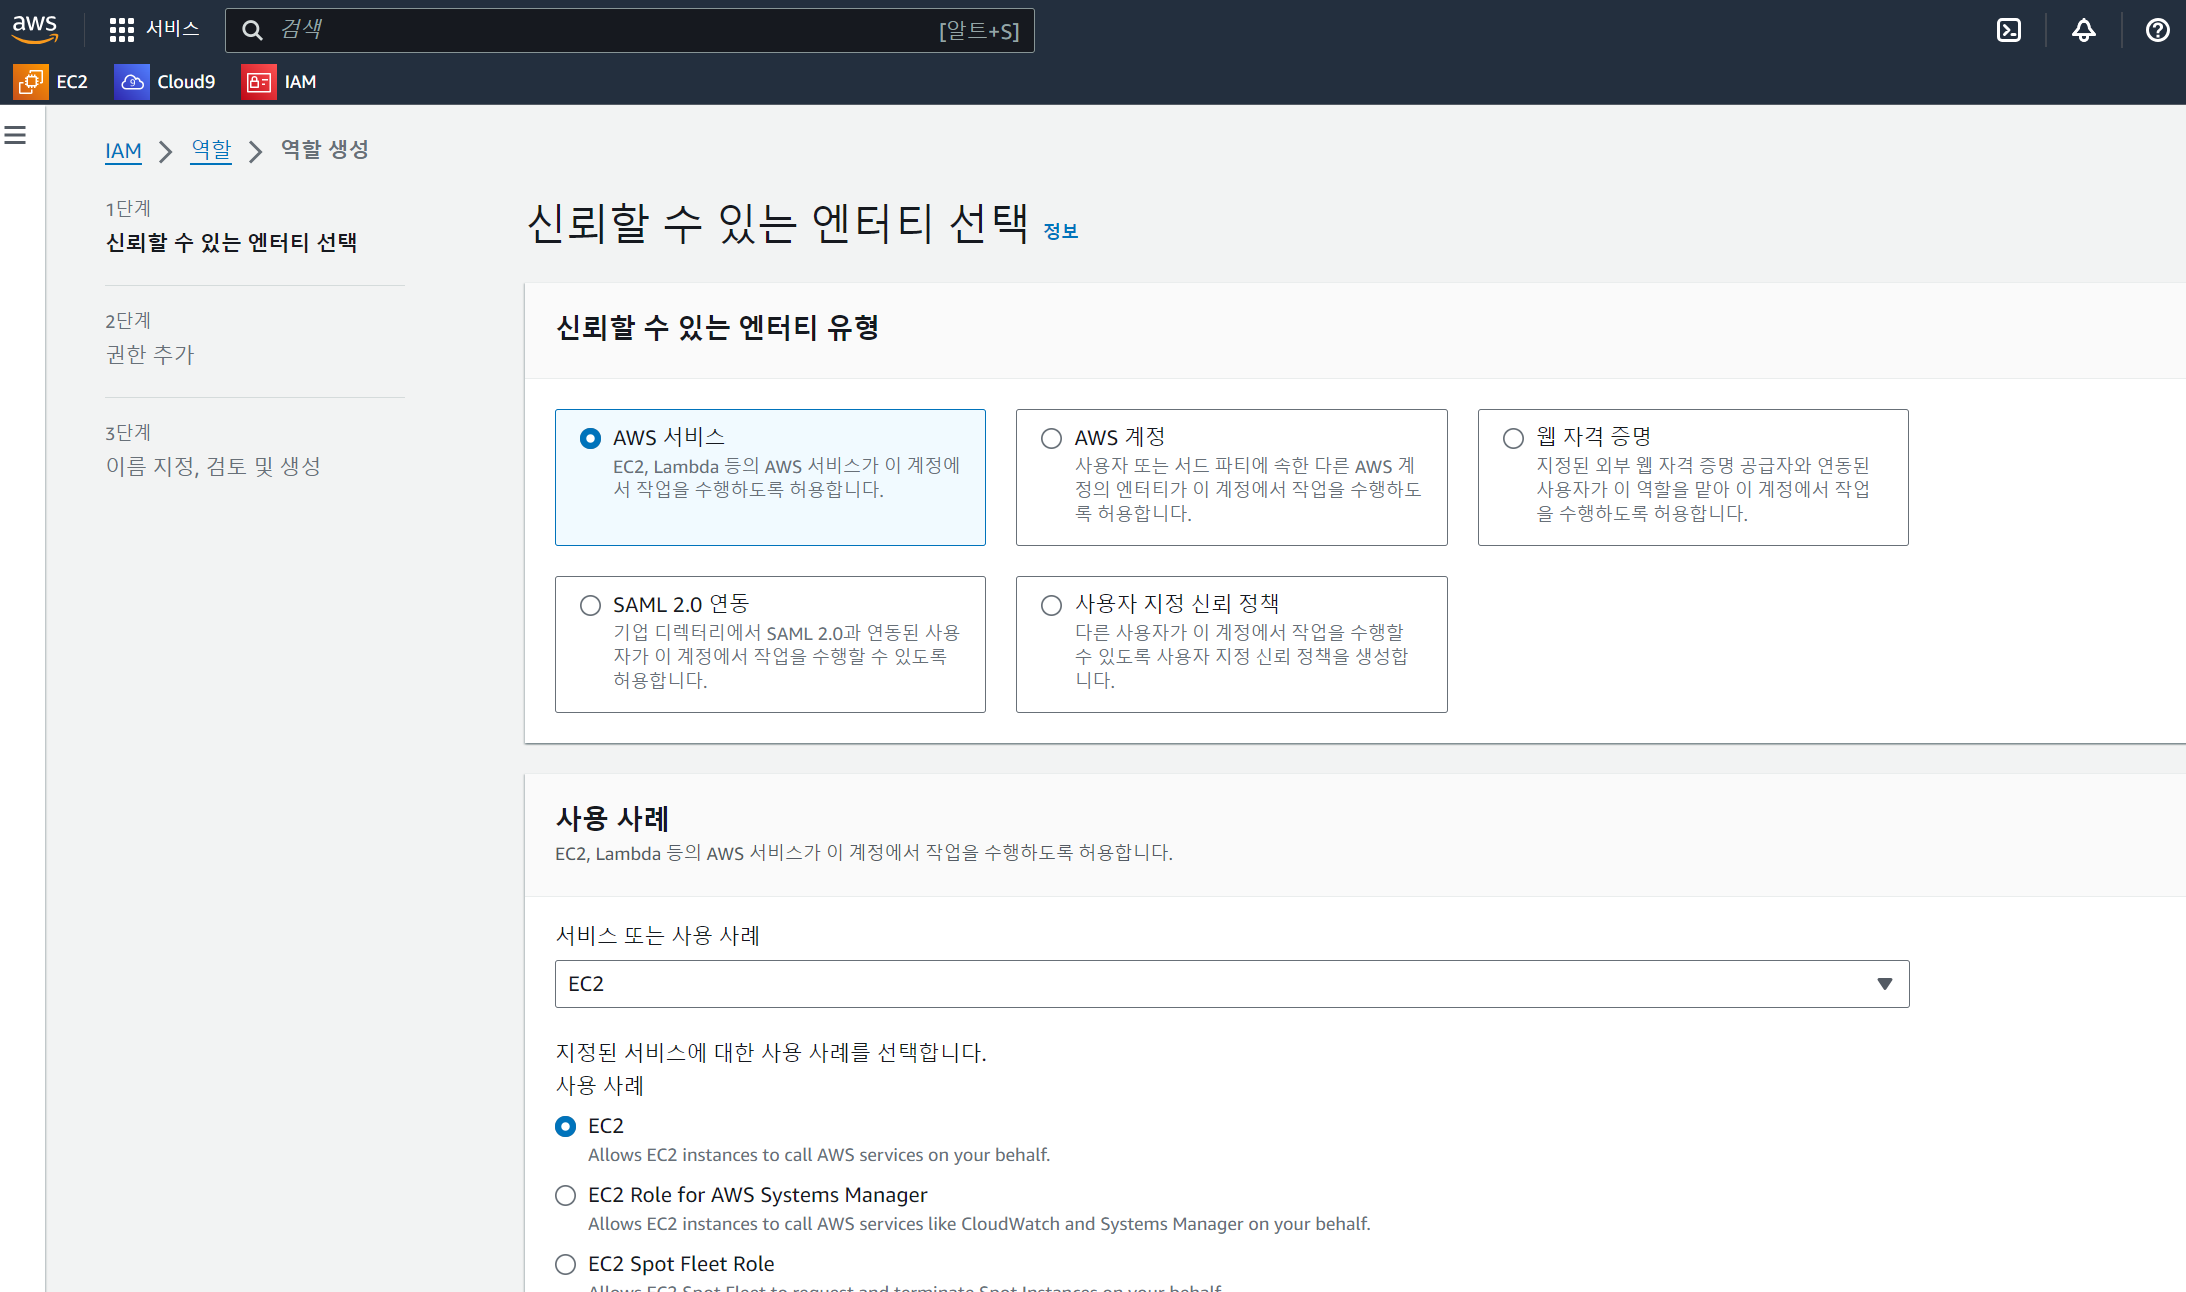 aws
서비스
검색
[알트+S]
EC2
Cloud9
IAM
IAM
역할
역할 생성
1단계
신뢰할 수 있는 엔터티 선택
2단계
권한 추가
3단계
이름 지정, 검토 및 생성
신뢰할 수 있는 엔터티 선택 정보
신뢰할 수 있는 엔터티 유형
AWS 서비스
EC2, Lambda 등의 AWS 서비스가 이 계정에
서 작업을 수행하도록 허용합니다.
AWS 계정
사용자 또는 서드 파티에 속한 다른 AWS 계
정의 엔터티가 이 계정에서 작업을 수행하도
록 허용합니다.
웹 자격 증명
지정된 외부 웹 자격 증명 공급자와 연동된
사용자가 이 역할을 맡아 이 계정에서 작업
을 수행하도록 허용합니다.
SAML 2.0 연동
기업 디렉터리에서 SAML 2.0과 연동된 사용
자가 이 계정에서 작업을 수행할 수 있도록
허용합니다.
사용자 지정 신뢰 정책
다른 사용자가 이 계정에서 작업을 수행할
수 있도록 사용자 지정 신뢰 정책을 생성합
니다.
사용 사례
EC2, Lambda 등의 AWS 서비스가 이 계정에서 작업을 수행하도록 허용합니다.
서비스 또는 사용 사례
EC2
지정된 서비스에 대한 사용 사례를 선택합니다.
사용 사례
EC2
Allows EC2 instances to call AWS services on your behalf.
EC2 Role for AWS Systems Manager
Allows EC2 instances to call AWS services like CloudWatch and Systems Manager on your behalf.
EC2 Spot Fleet Role
Allows EC2 Spot Fleet to request and terminate Spot Instances on your behalf.